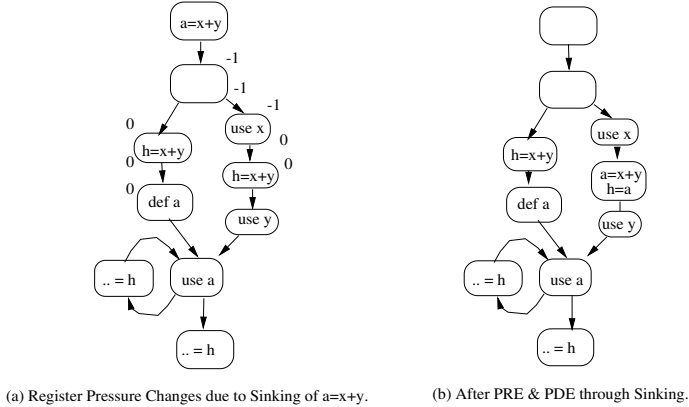 a=x+y
-1
-1
-1
0
use x
0
h=x+y
0
h=x+y
0
0
def a
use y
.. = h
use a
.. = h
(a) Register Pressure Changes due to Sinking of a=x+y.
use x
h=x+y
a=x+y
h=a
def a
use y
.. = h
use a
.. = h
(b) After PRE & PDE through Sinking.